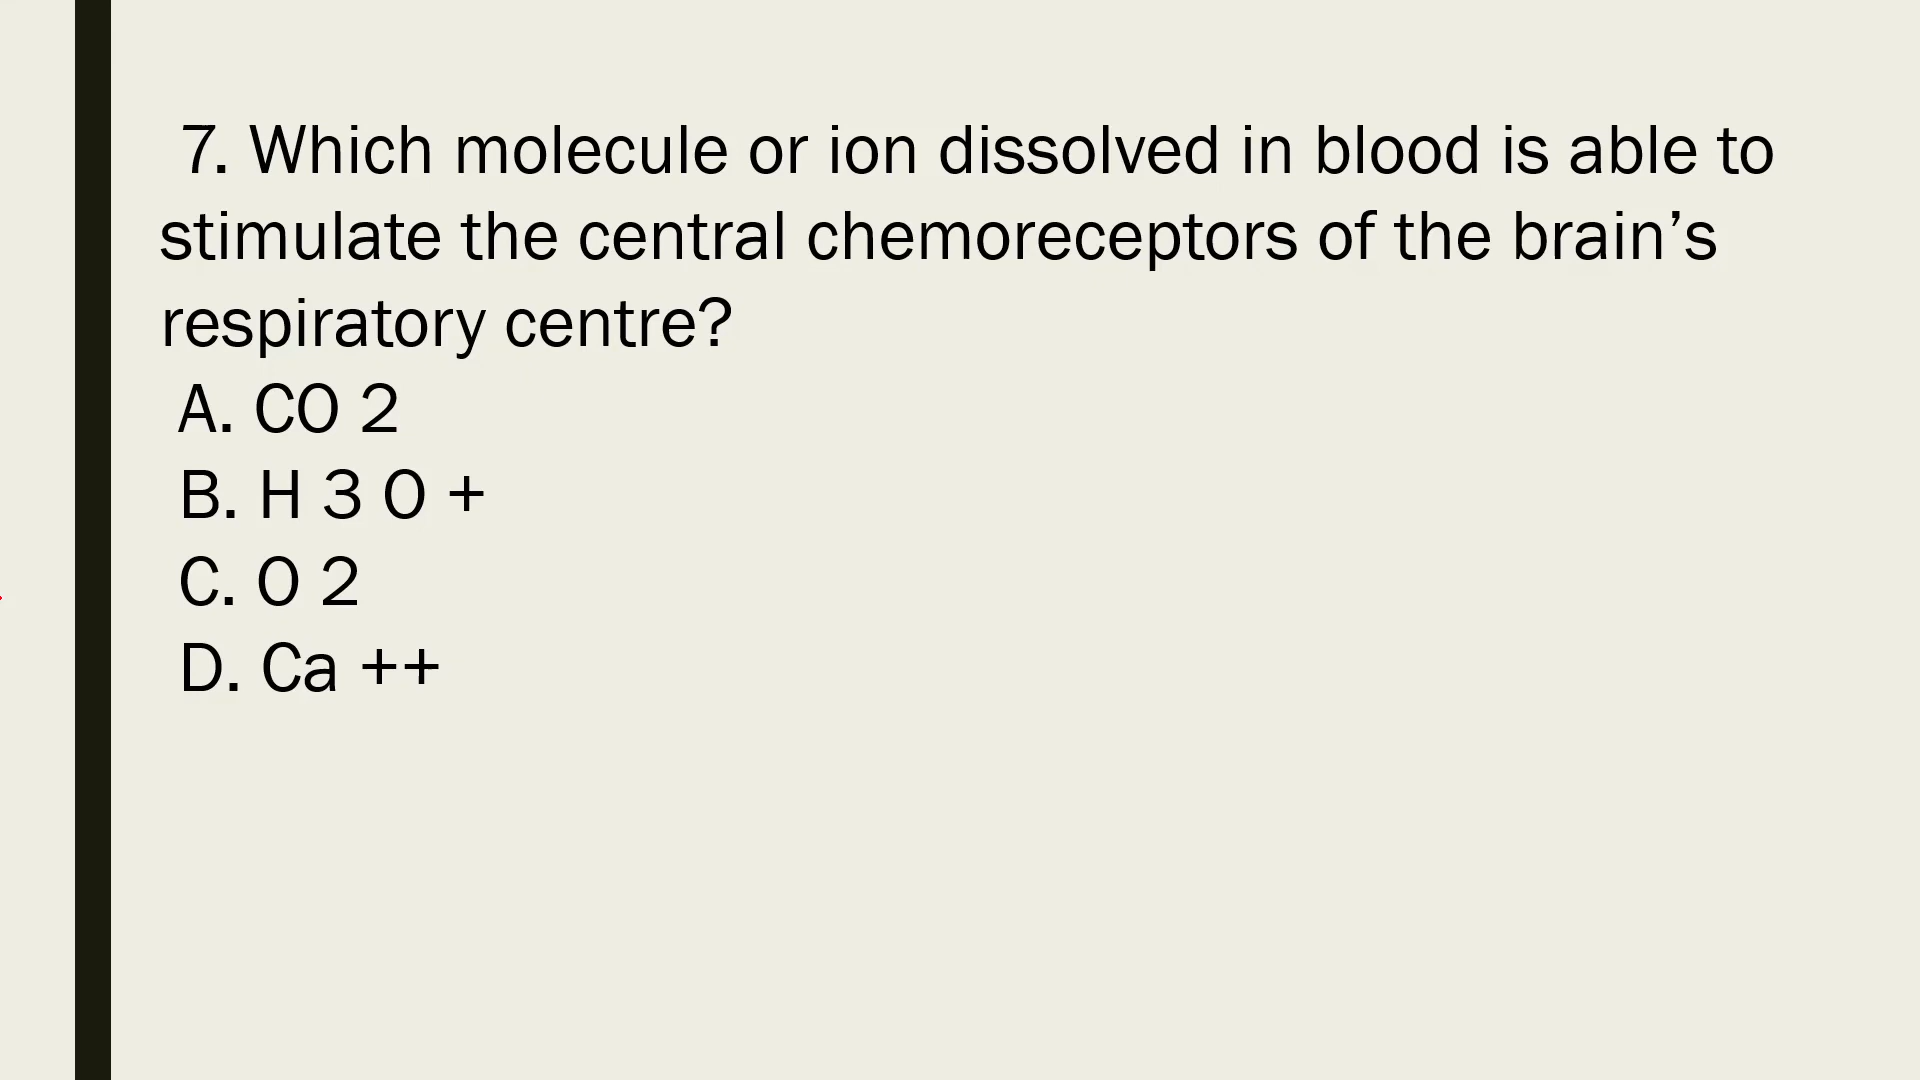 7. Which molecule or ion dissolved in blood is able to
stimulate the central chemoreceptors of the brain’s
respiratory centre?
A. CO 2
B. H 3 O +
C. O 2
D. Ca ++